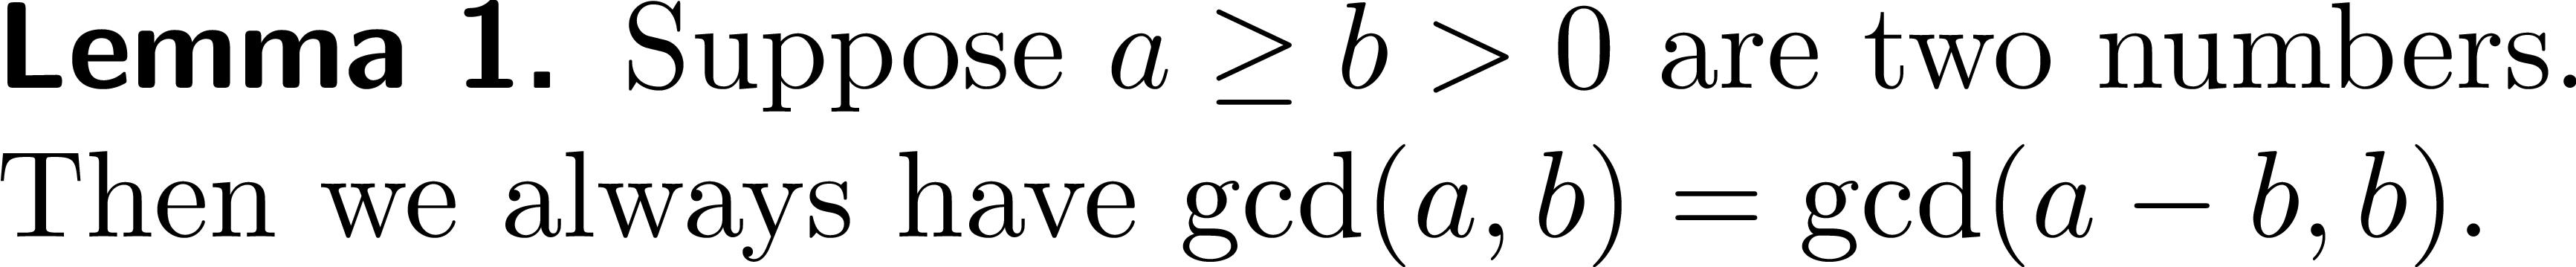 Lemma 1. Suppose a ≥ b > 0 are two numbers.
Then we always have gcd(a, b) = gcd(a − b, b).